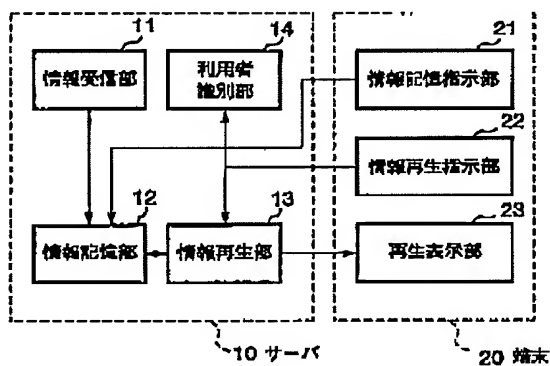 11
情報受信部
14
利用者
識別部
21
情報記憶指示部
22
情報再生指示部
12
情報記憶部
13
情報再生部
23
再生表示部
10 サーバ
20 端末